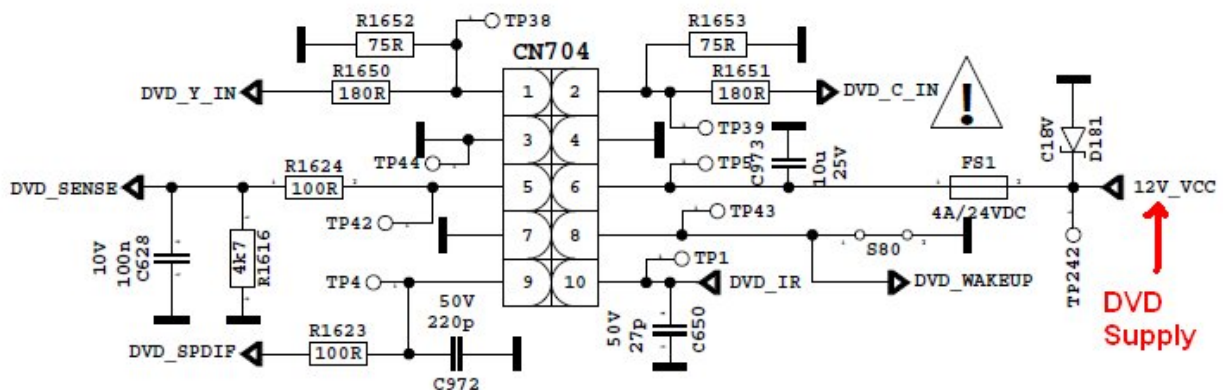 R1652
75R
TP38
R1653
75R
CN704
R1650
180R
DVD_Y_IN
1
2
R1651
180R
DVD_C_IN
!
3
4
TP44
TP39
C973
10u
25V
TP5
C18V
D181
DVD_SENSE
R1624
100R
5
6
FS1
4A/24VDC
12V_VCC
TP42
TP43
10V
100n
C628
4k7
R1616
7
8
S80
TP242
TP4
TP1
9
10
DVD_IR
DVD_WAKEUP
DVD
Supply
50V
220p
50V
27p
C650
DVD_SPDIF
R1623
100R
C972